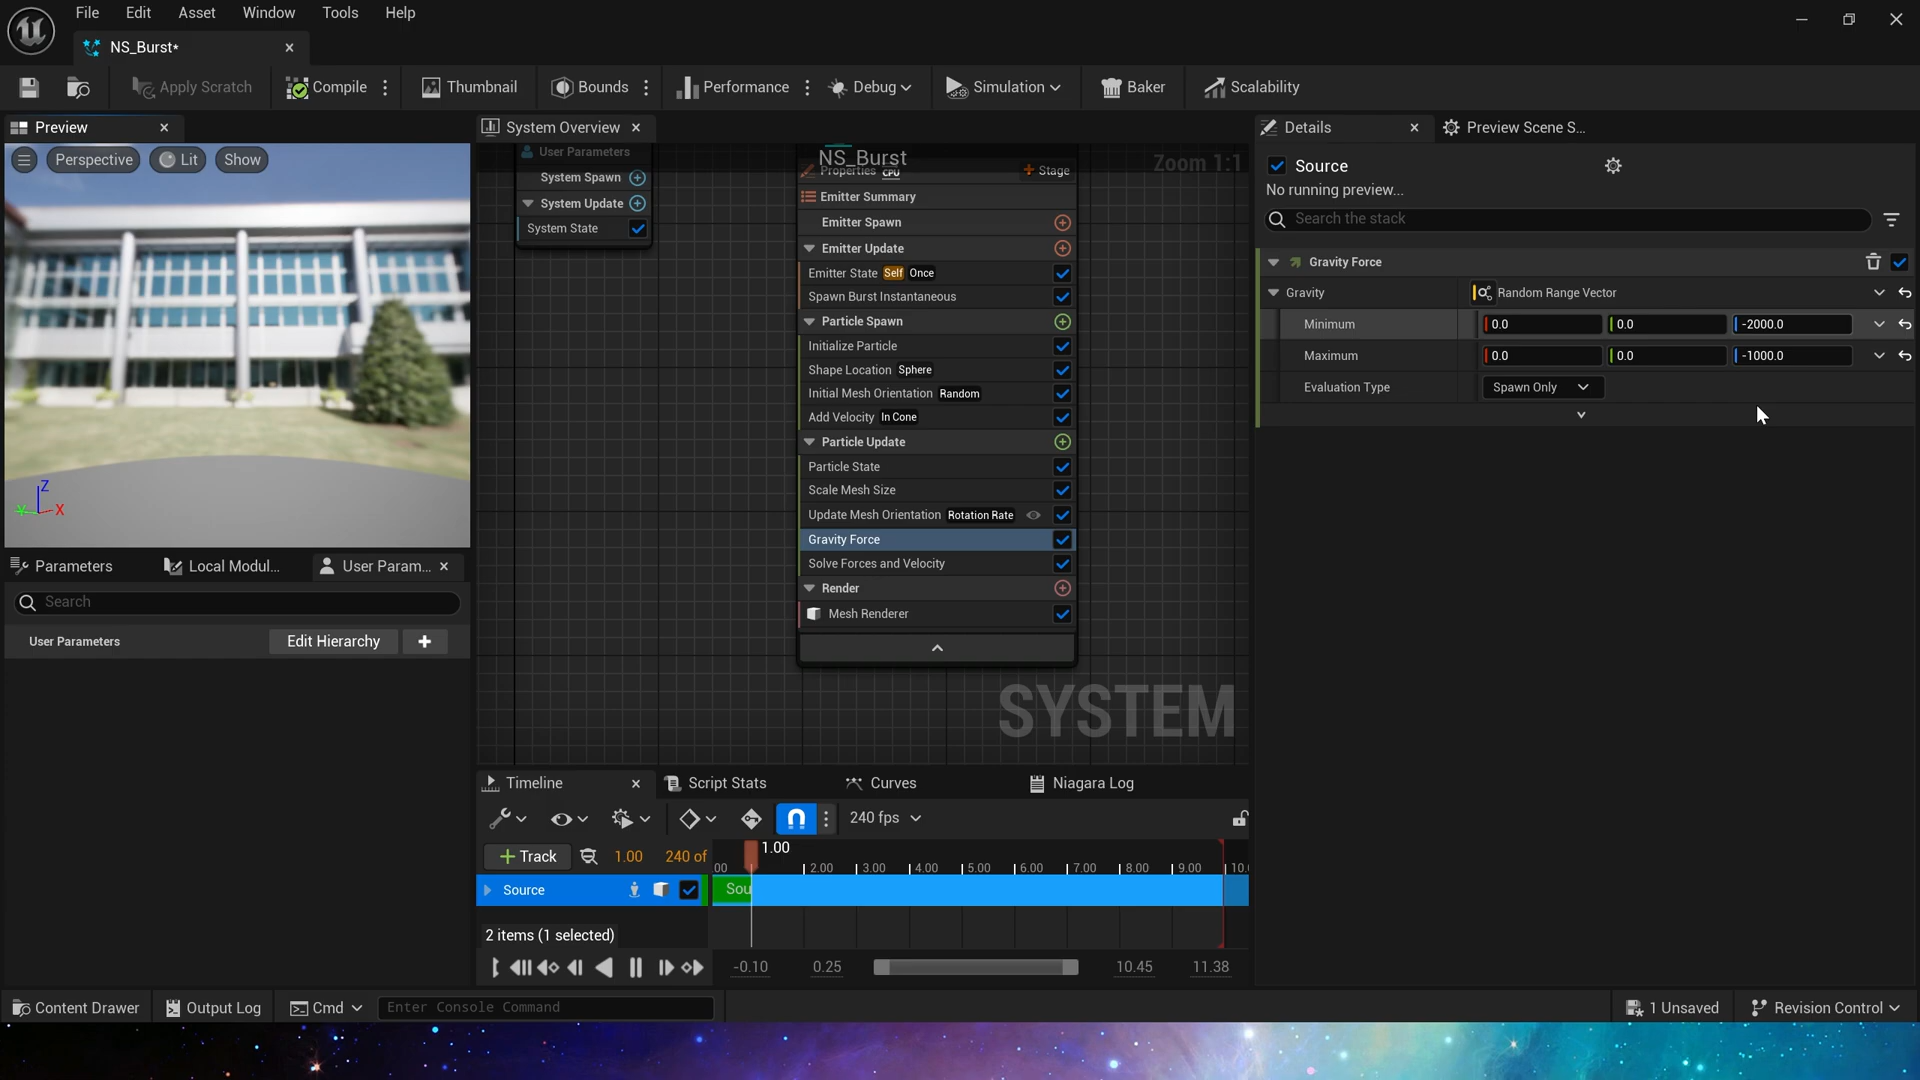 File Edit Asset Window Tools Help
NS_Burst*
Apply Scratch Compile Thumbnail Bounds Performance Debug Simulation Baker Scalability
Preview
Perspective Lit Show
Z
Y X
Parameters Local Modul... User Param...
Search
User Parameters Edit Hierarchy
System Overview
NS_Burst
Zoom 1:1
User Parameters
System Spawn
System Update
System State
Properties CPU Stage
Emitter Summary
Emitter Spawn
Emitter Update
Emitter State Self Once
Spawn Burst Instantaneous
Particle Spawn
Initialize Particle
Shape Location Sphere
Initial Mesh Orientation Random
Add Velocity In Cone
Particle Update
Particle State
Scale Mesh Size
Update Mesh Orientation Rotation Rate
Gravity Force
Solve Forces and Velocity
Render
Mesh Renderer
SYSTEM
Timeline Script Stats Curves Niagara Log
240 fps
1.00
+ Track 1.00 240 of 00 2.00 3.00 4.00 5.00 6.00 7.00 8.00 9.00 10.
Source Sou
2 items (1 selected)
-0.10 0.25 10.45 11.38
Details Preview Scene S...
Source
No running preview...
Search the stack
Gravity Force
Gravity Random Range Vector
Minimum 0.0 0.0 -2000.0
Maximum 0.0 0.0 -1000.0
Evaluation Type Spawn Only
Content Drawer Output Log Cmd Enter Console Command 1 Unsaved Revision Control